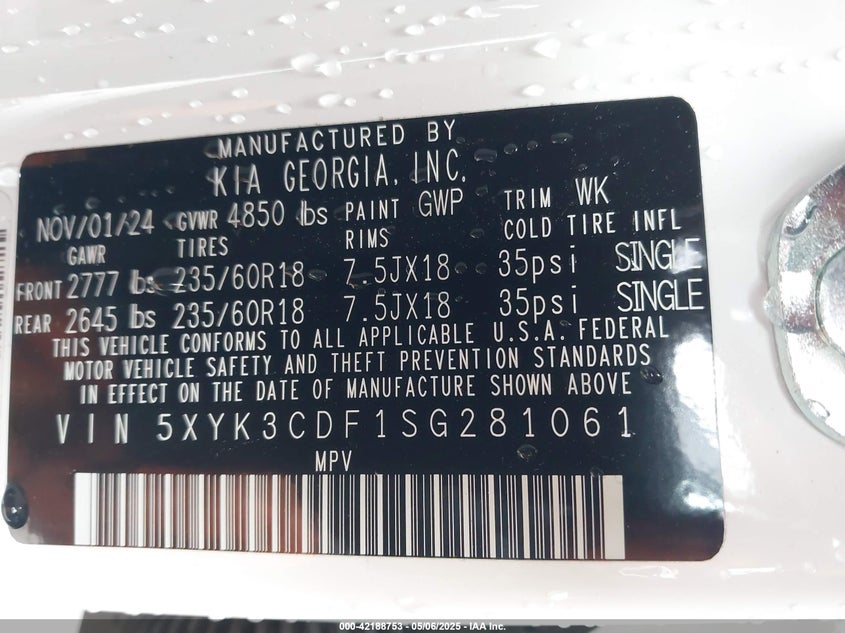 MANUFACTURED BY
KIA GEORGIA, INC.
NOV/01/24 GVWR 4850 lbs PAINT GWP TRIM WK
GAWR TIRES RIMS COLD TIRE INFL
FRONT 2777 lbs 235/60R18 7.5JX18 35psi SINGLE
REAR 2645 lbs 235/60R18 7.5JX18 35psi SINGLE
THIS VEHICLE CONFORMS TO ALL APPLICABLE U.S.A. FEDERAL
MOTOR VEHICLE SAFETY AND THEFT PREVENTION STANDARDS
IN EFFECT ON THE DATE OF MANUFACTURE SHOWN ABOVE
VIN 5XYK3CDF1SG281061
MPV
000-42188753 — 05/06/2025 - IAA Inc.